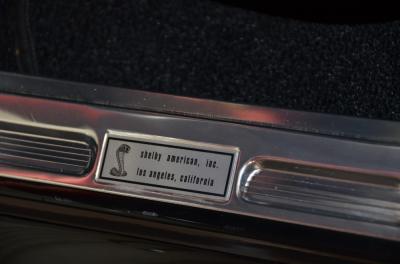 shelby american, inc.
los angeles, california